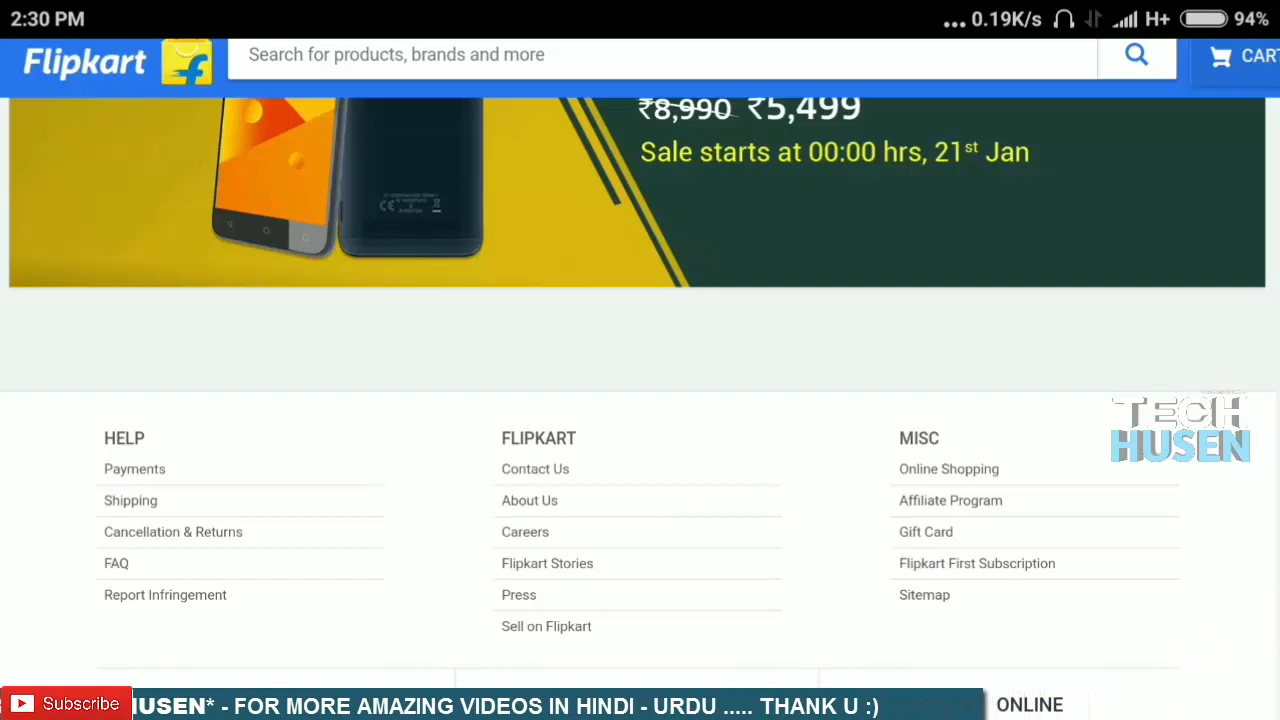 2:30 PM
... 0.19K/s H+ 94%
Flipkart
Search for products, brands and more
CART
₹8,990 ₹5,499
Sale starts at 00:00 hrs, 21st Jan
TECH
HUSEN
HELP
Payments
Shipping
Cancellation & Returns
FAQ
Report Infringement
FLIPKART
Contact Us
About Us
Careers
Flipkart Stories
Press
Sell on Flipkart
MISC
Online Shopping
Affiliate Program
Gift Card
Flipkart First Subscription
Sitemap
Subscribe
HUSEN* - FOR MORE AMAZING VIDEOS IN HINDI - URDU ..... THANK U :)
ONLINE